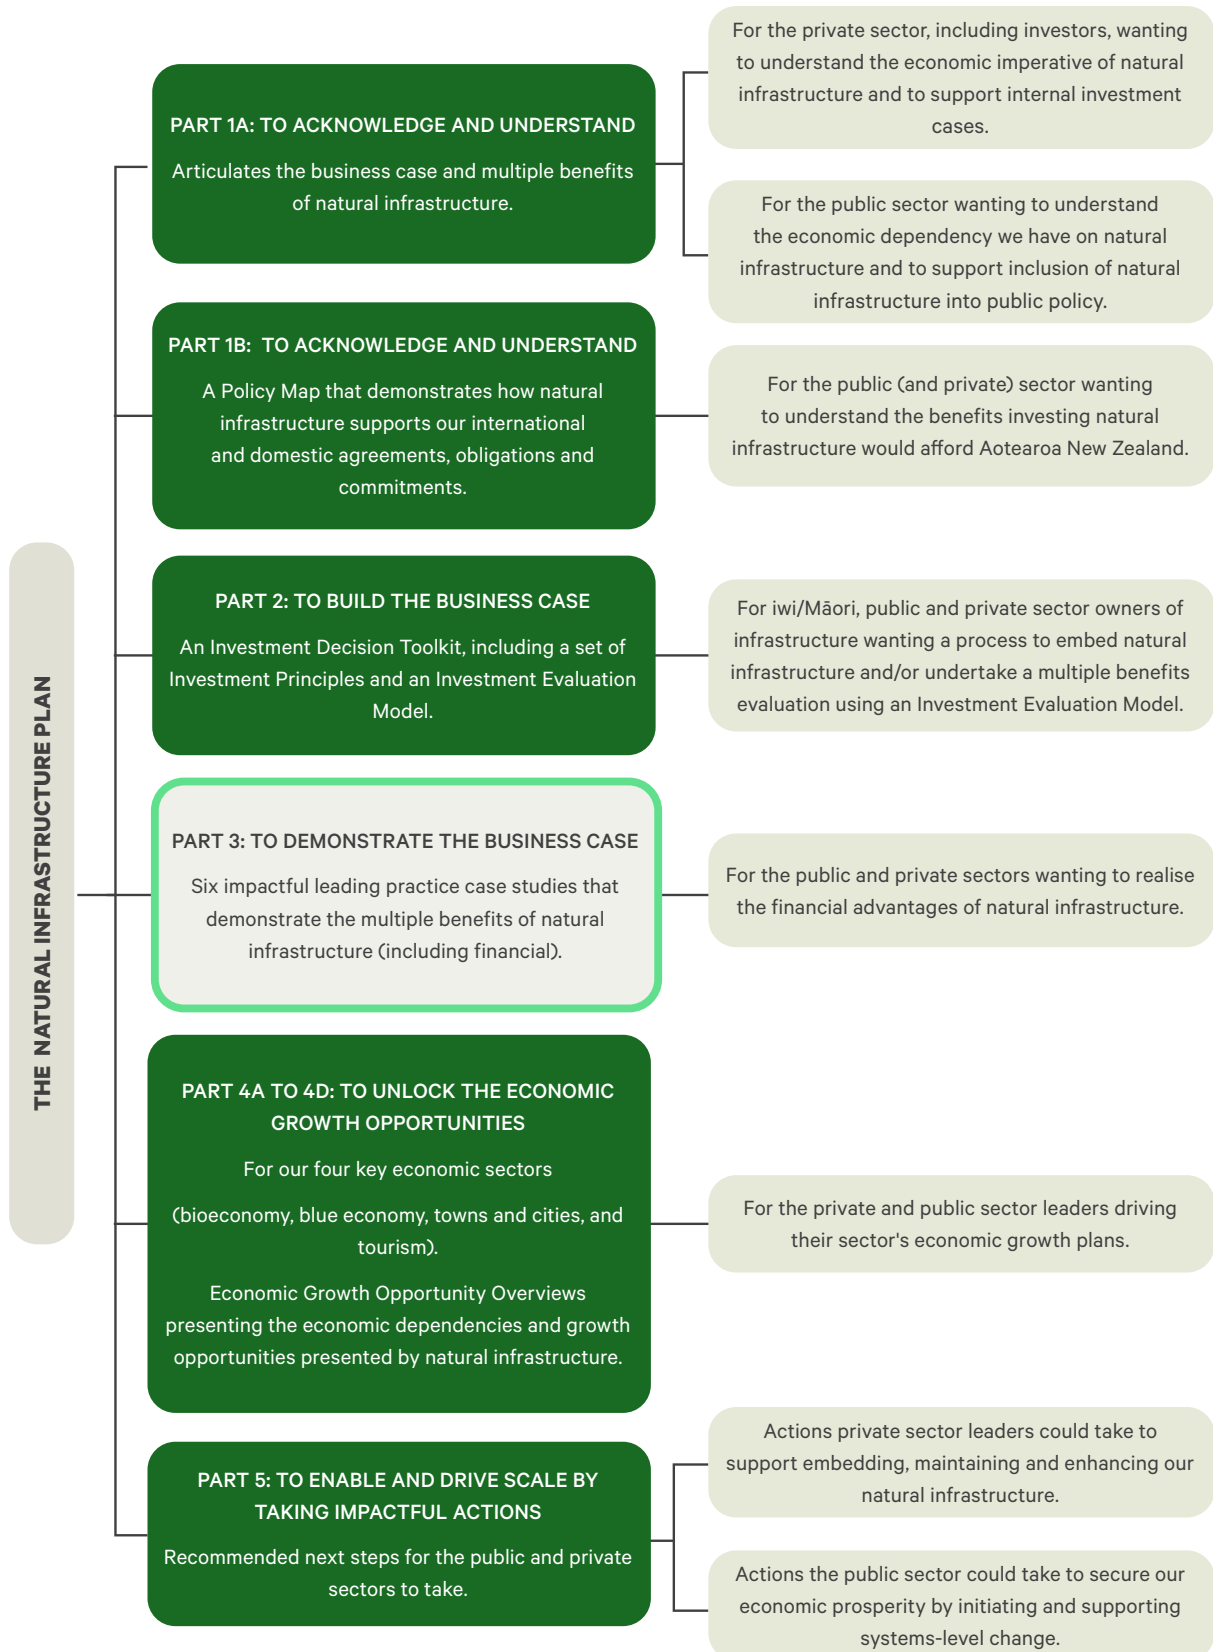 THE NATURAL INFRASTRUCTURE PLAN
PART 1A: TO ACKNOWLEDGE AND UNDERSTAND
Articulates the business case and multiple benefits
of natural infrastructure.
For the private sector, including investors, wanting
to understand the economic imperative of natural
infrastructure and to support internal investment
cases.
For the public sector wanting to understand
the economic dependency we have on natural
infrastructure and to support inclusion of natural
infrastructure into public policy.
PART 1B: TO ACKNOWLEDGE AND UNDERSTAND
A Policy Map that demonstrates how natural
infrastructure supports our international
and domestic agreements, obligations and
commitments.
For the public (and private) sector wanting
to understand the benefits investing natural
infrastructure would afford Aotearoa New Zealand.
PART 2: TO BUILD THE BUSINESS CASE
An Investment Decision Toolkit, including a set of
Investment Principles and an Investment Evaluation
Model.
For iwi/Māori, public and private sector owners of
infrastructure wanting a process to embed natural
infrastructure and/or undertake a multiple benefits
evaluation using an Investment Evaluation Model.
PART 3: TO DEMONSTRATE THE BUSINESS CASE
Six impactful leading practice case studies that
demonstrate the multiple benefits of natural
infrastructure (including financial).
For the public and private sectors wanting to realise
the financial advantages of natural infrastructure.
PART 4A TO 4D: TO UNLOCK THE ECONOMIC
GROWTH OPPORTUNITIES
For our four key economic sectors
(bioeconomy, blue economy, towns and cities, and
tourism).
Economic Growth Opportunity Overviews
presenting the economic dependencies and growth
opportunities presented by natural infrastructure.
For the private and public sector leaders driving
their sector's economic growth plans.
PART 5: TO ENABLE AND DRIVE SCALE BY
TAKING IMPACTFUL ACTIONS
Recommended next steps for the public and private
sectors to take.
Actions private sector leaders could take to
support embedding, maintaining and enhancing our
natural infrastructure.
Actions the public sector could take to secure our
economic prosperity by initiating and supporting
systems-level change.